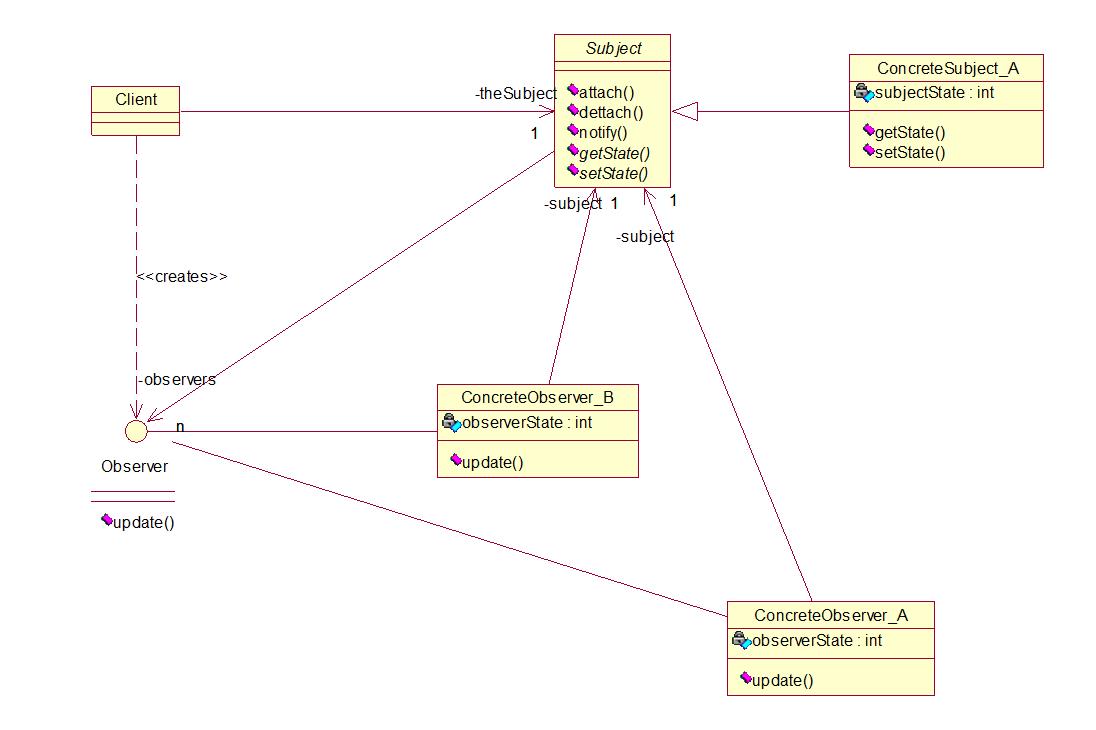 Subject
attach()
dettach()
notify()
getState()
setState()
ConcreteSubject_A
subjectState : int
getState()
setState()
Client
-theSubject
1
-subject 1
1
-subject
<<creates>>
-observers
n
Observer
update()
ConcreteObserver_B
observerState : int
update()
ConcreteObserver_A
observerState : int
update()